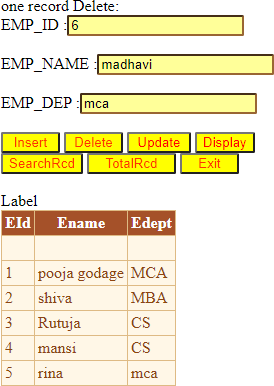 one record Delete:
EMP_ID : 6
EMP_NAME : madhavi
EMP_DEP : mca
Insert Delete Update Display
SearchRcd TotalRcd Exit
Label
EId Ename Edept
1 pooja godage MCA
2 shiva MBA
3 Rutuja CS
4 mansi CS
5 rina mca